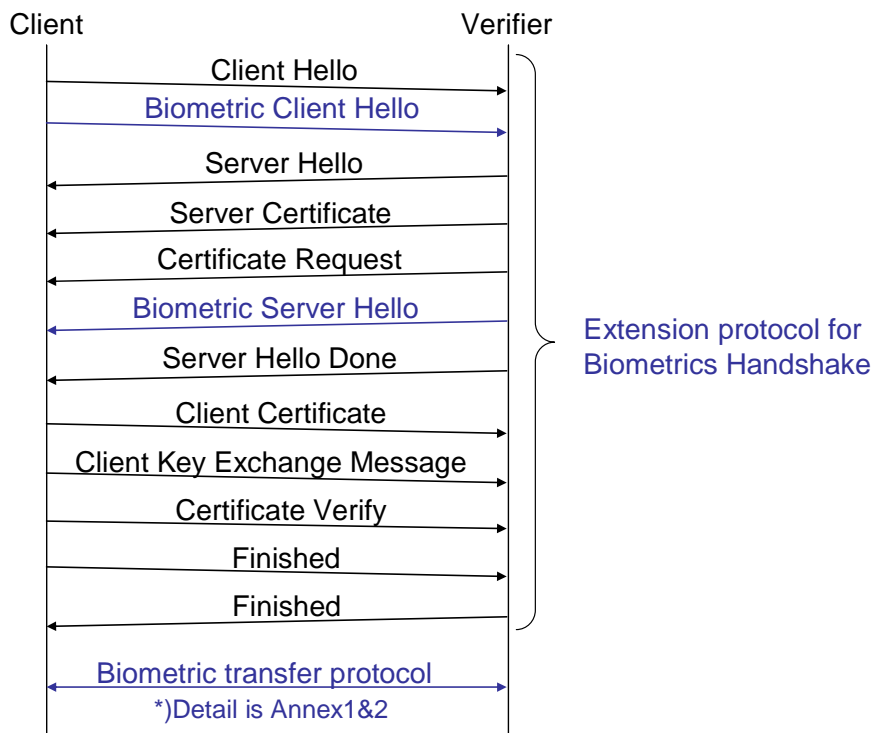 Client
Verifier
Client Hello
Biometric Client Hello
Server Hello
Server Certificate
Certificate Request
Biometric Server Hello
Extension protocol for
Biometrics Handshake
Server Hello Done
Client Certificate
Client Key Exchange Message
Certificate Verify
Finished
Finished
Biometric transfer protocol
*)Detail is Annex1&2